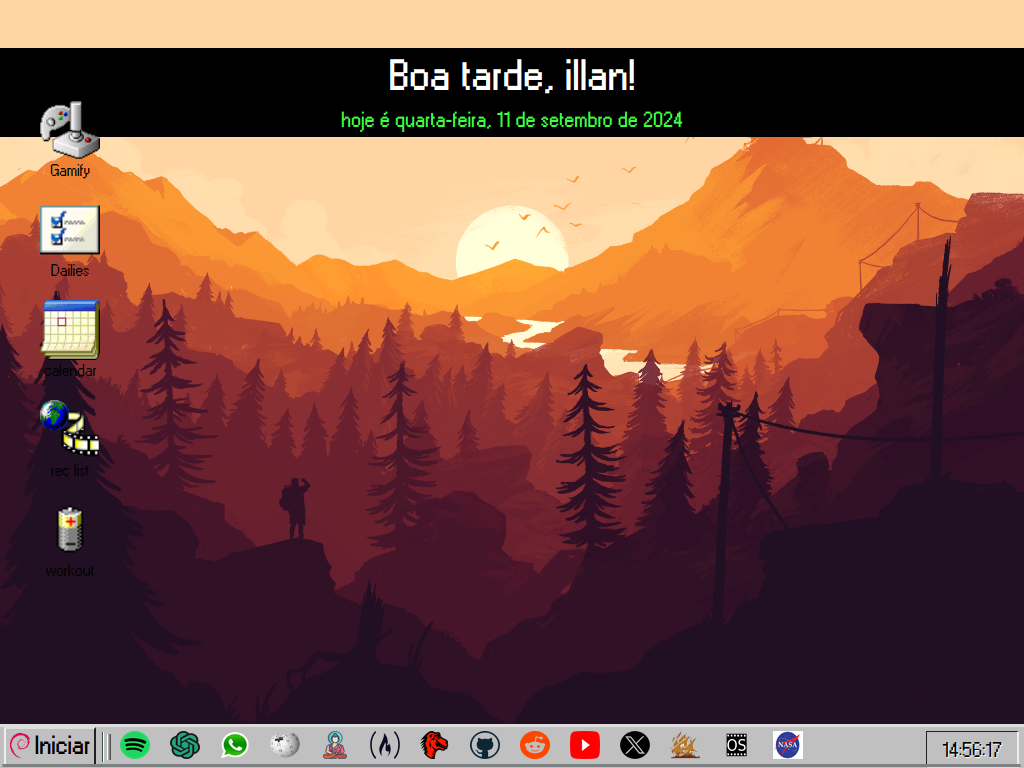 Boa tarde, illan!
hoje é quarta-feira, 11 de setembro de 2024
Gamify
Dailies
calendar
rec list
workout
Iniciar
OS
NASA
14:56:17